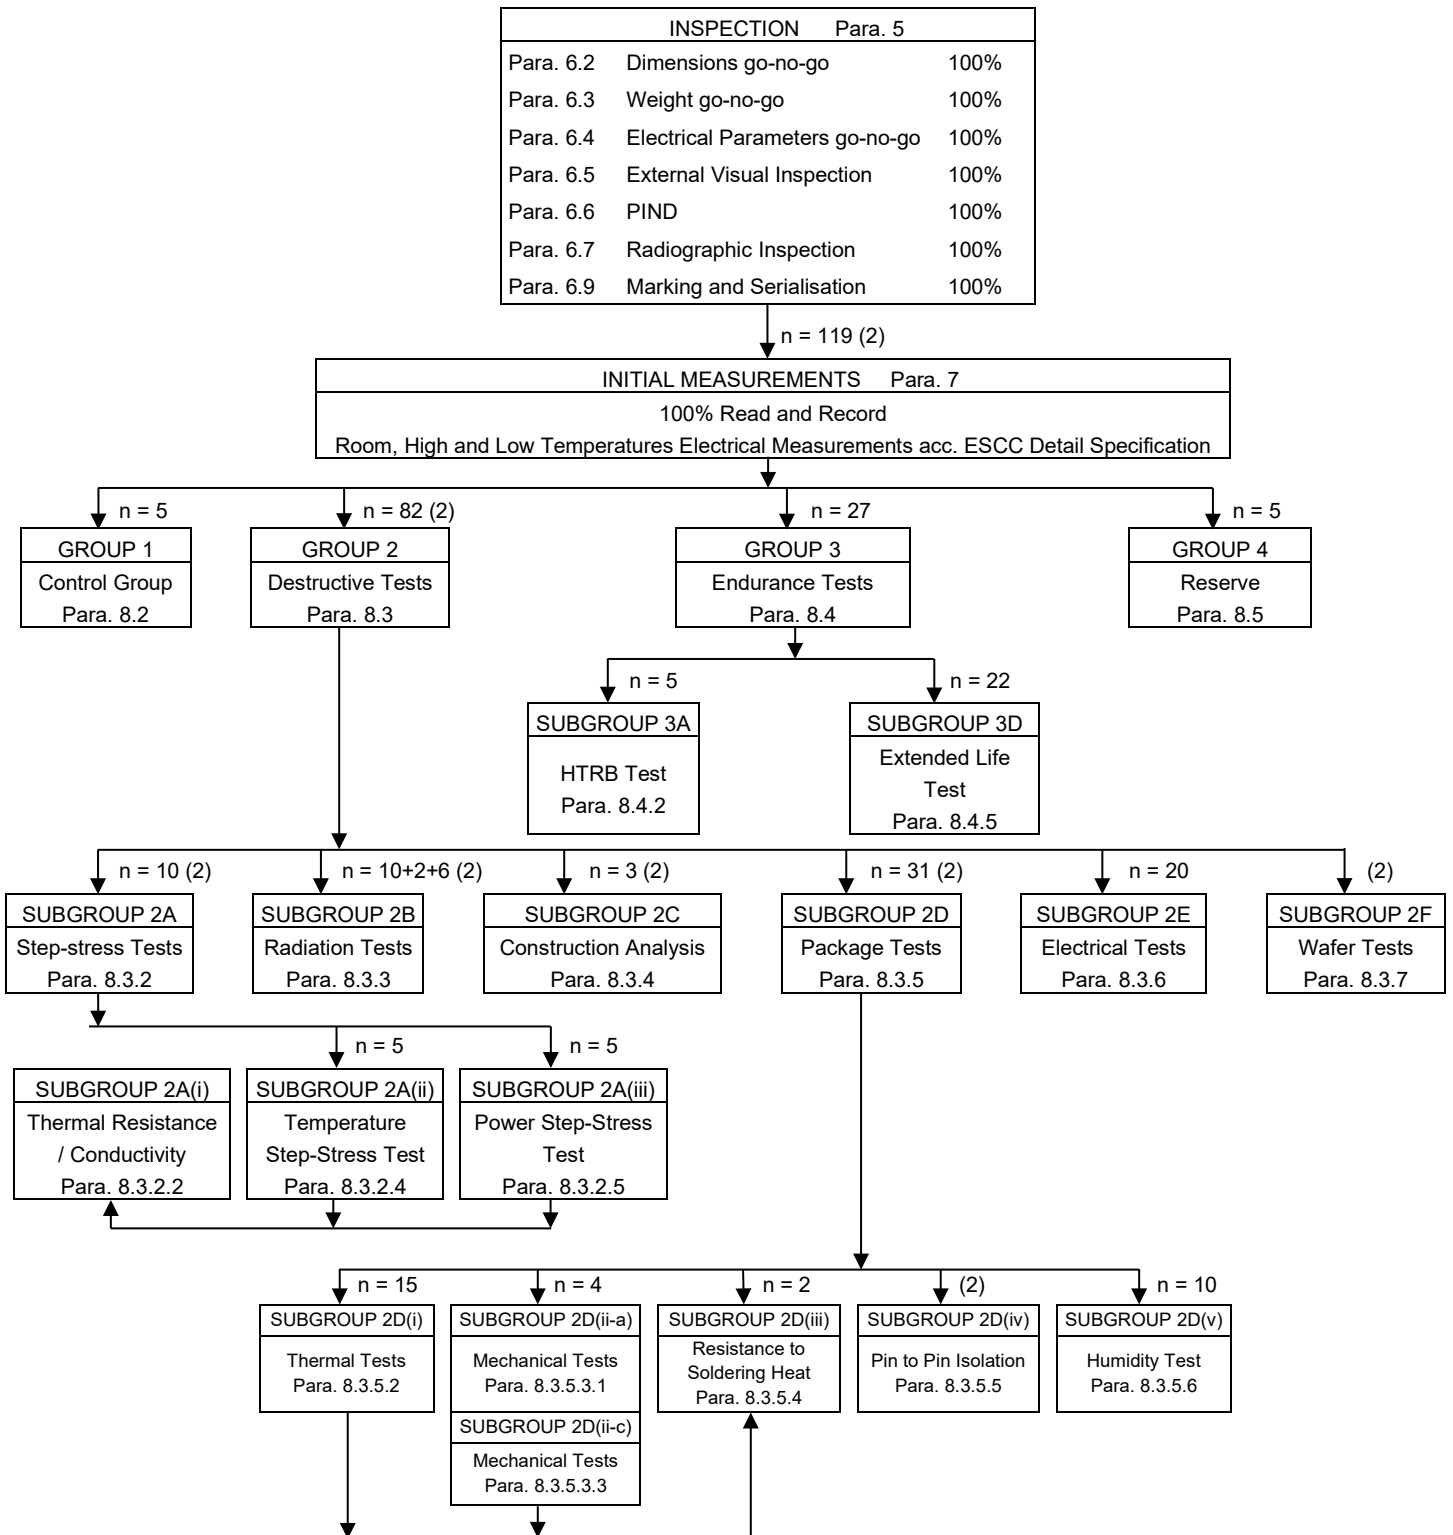 INSPECTION Para. 5
Para. 6.2 Dimensions go-no-go 100%
Para. 6.3 Weight go-no-go 100%
Para. 6.4 Electrical Parameters go-no-go 100%
Para. 6.5 External Visual Inspection 100%
Para. 6.6 PIND 100%
Para. 6.7 Radiographic Inspection 100%
Para. 6.9 Marking and Serialisation 100%
n = 119 (2)
INITIAL MEASUREMENTS Para. 7
100% Read and Record
Room, High and Low Temperatures Electrical Measurements acc. ESCC Detail Specification
n = 5
GROUP 1
Control Group
Para. 8.2
n = 82 (2)
GROUP 2
Destructive Tests
Para. 8.3
n = 27
GROUP 3
Endurance Tests
Para. 8.4
n = 5
GROUP 4
Reserve
Para. 8.5
n = 5
SUBGROUP 3A
HTRB Test
Para. 8.4.2
n = 22
SUBGROUP 3D
Extended Life
Test
Para. 8.4.5
n = 10 (2)
SUBGROUP 2A
Step-stress Tests
Para. 8.3.2
n = 10+2+6 (2)
SUBGROUP 2B
Radiation Tests
Para. 8.3.3
n = 3 (2)
SUBGROUP 2C
Construction Analysis
Para. 8.3.4
n = 31 (2)
SUBGROUP 2D
Package Tests
Para. 8.3.5
n = 20
SUBGROUP 2E
Electrical Tests
Para. 8.3.6
(2)
SUBGROUP 2F
Wafer Tests
Para. 8.3.7
SUBGROUP 2A(i)
Thermal Resistance
/ Conductivity
Para. 8.3.2.2
n = 5
SUBGROUP 2A(ii)
Temperature
Step-Stress Test
Para. 8.3.2.4
n = 5
SUBGROUP 2A(iii)
Power Step-Stress
Test
Para. 8.3.2.5
n = 15
SUBGROUP 2D(i)
Thermal Tests
Para. 8.3.5.2
n = 4
SUBGROUP 2D(ii-a)
Mechanical Tests
Para. 8.3.5.3.1
SUBGROUP 2D(ii-c)
Mechanical Tests
Para. 8.3.5.3.3
n = 2
SUBGROUP 2D(iii)
Resistance to
Soldering Heat
Para. 8.3.5.4
(2)
SUBGROUP 2D(iv)
Pin to Pin Isolation
Para. 8.3.5.5
n = 10
SUBGROUP 2D(v)
Humidity Test
Para. 8.3.5.6